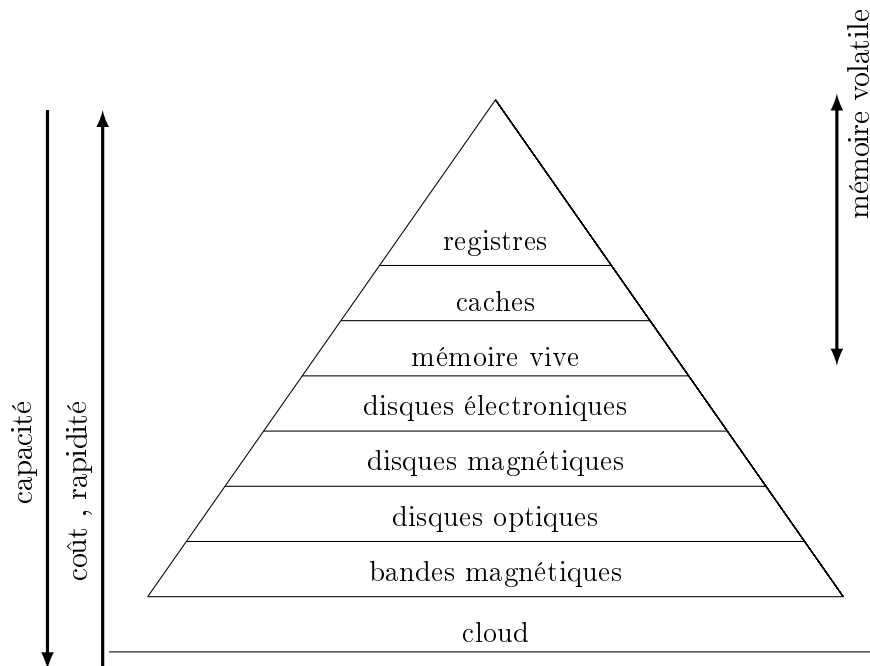 mémoire volatile
registres
caches
mémoire vive
disques électroniques
disques magnétiques
disques optiques
bandes magnétiques
cloud
capacité
coût , rapidité